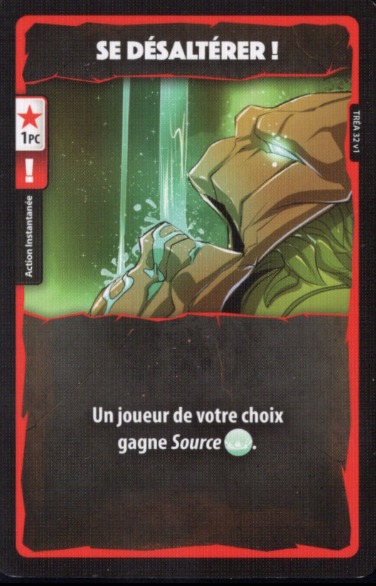 SE DÉSALTÉRER !
1PC
!
Action Instantanée
TRÉA 32 v1
Un joueur de votre choix
gagne Source .